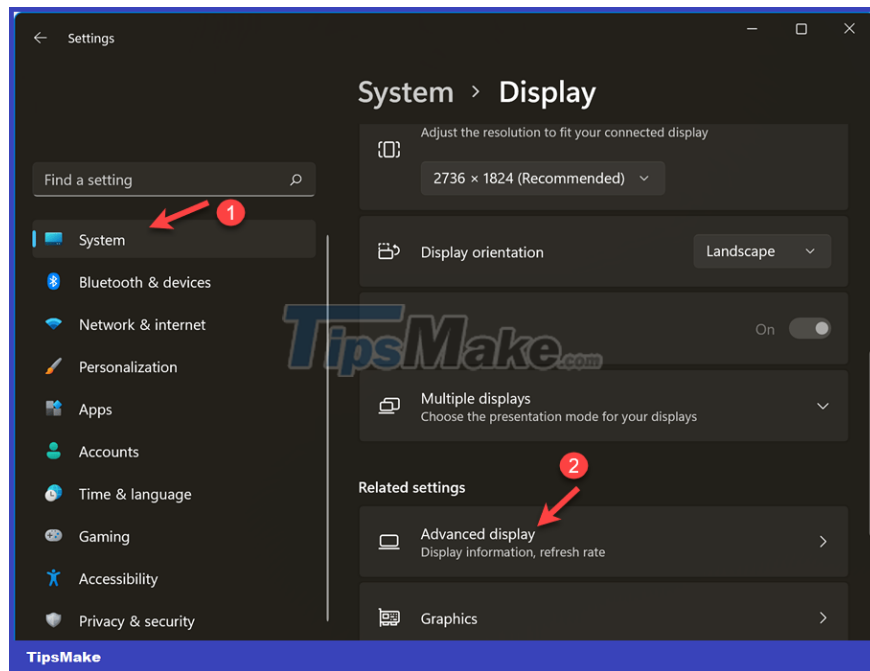 Settings
System > Display
Find a setting
1
System
Bluetooth & devices
Network & internet
Personalization
Apps
Accounts
Time & language
Gaming
Accessibility
Privacy & security
Adjust the resolution to fit your connected display
2736 × 1824 (Recommended)
Display orientation
Landscape
On
TipsMake.com
Multiple displays
Choose the presentation mode for your displays
2
Related settings
Advanced display
Display information, refresh rate
Graphics
TipsMake